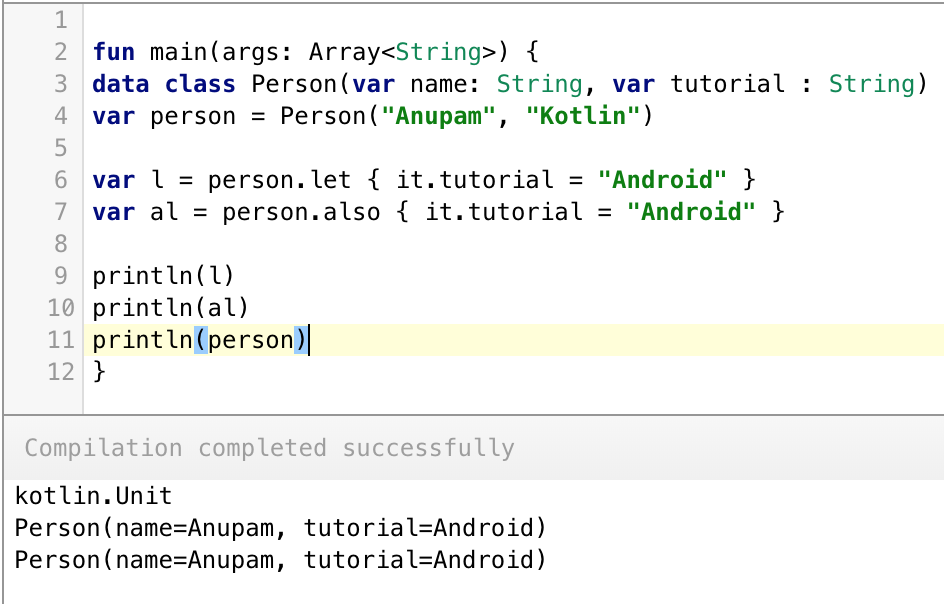 1
2 fun main(args: Array<String>) {
3 data class Person(var name: String, var tutorial : String)
4 var person = Person("Anupam", "Kotlin")
5
6 var l = person.let { it.tutorial = "Android" }
7 var al = person.also { it.tutorial = "Android" }
8
9 println(l)
10 println(al)
11 println(person)
12 }
Compilation completed successfully
kotlin.Unit
Person(name=Anupam, tutorial=Android)
Person(name=Anupam, tutorial=Android)